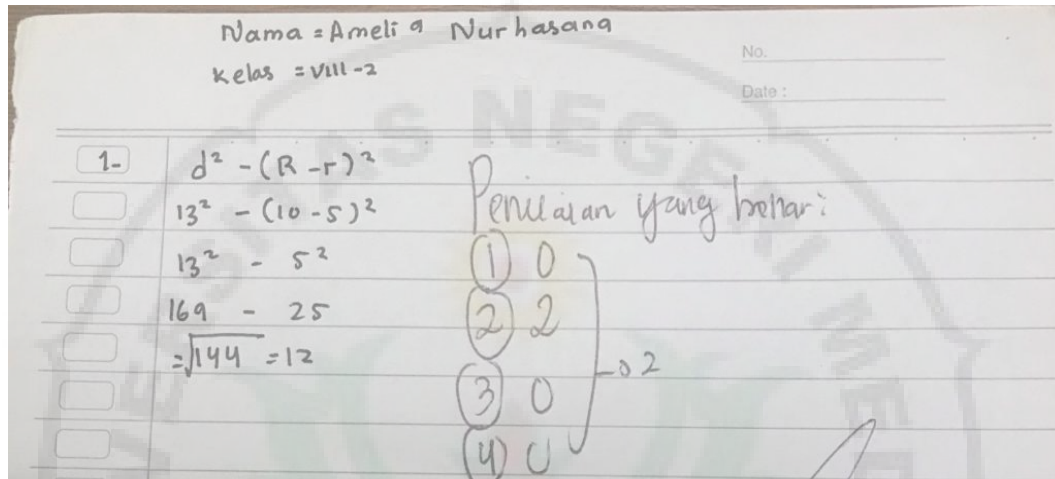 Nama = Amelia Nurhasana
Kelas = VIII-2
No.
Date :
1-
d² - (R - r)²
13² - (10 - 5)²
13² - 5²
169 - 25
= √144 = 12
Penilaian yang benar:
① 0
② 2
③ 0
④ 0
→ 2